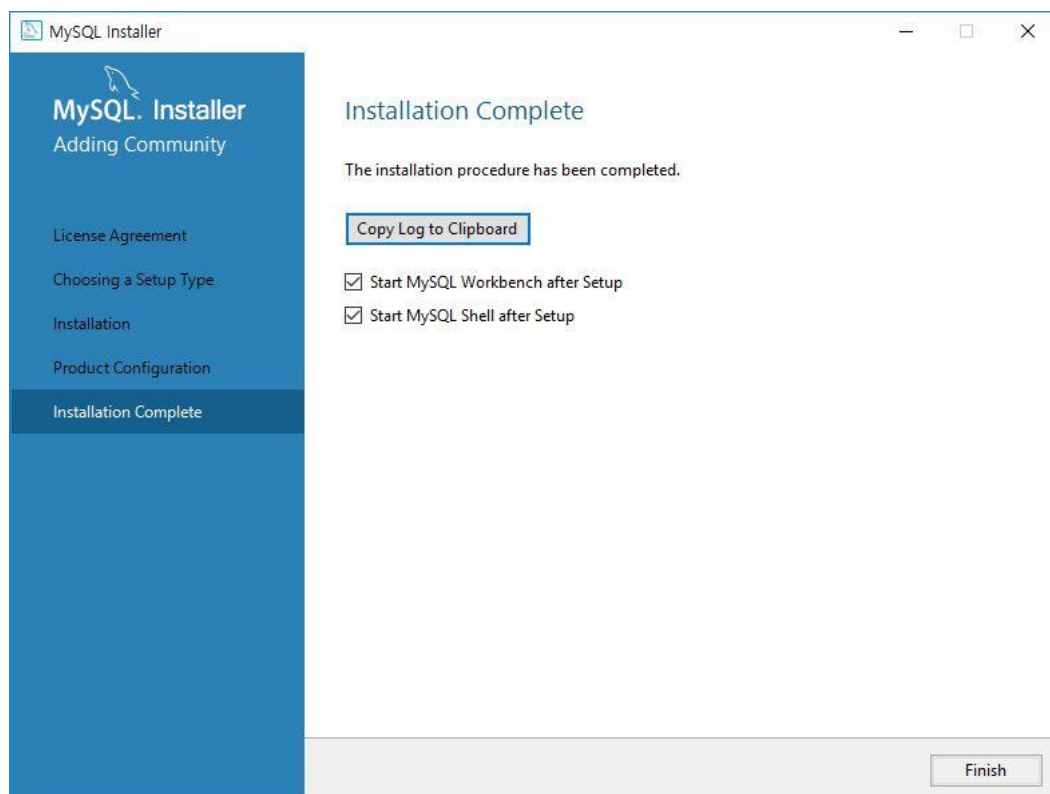 MySQL Installer
MySQL. Installer
Adding Community
License Agreement
Choosing a Setup Type
Installation
Product Configuration
Installation Complete
Installation Complete
The installation procedure has been completed.
Copy Log to Clipboard
Start MySQL Workbench after Setup
Start MySQL Shell after Setup
Finish